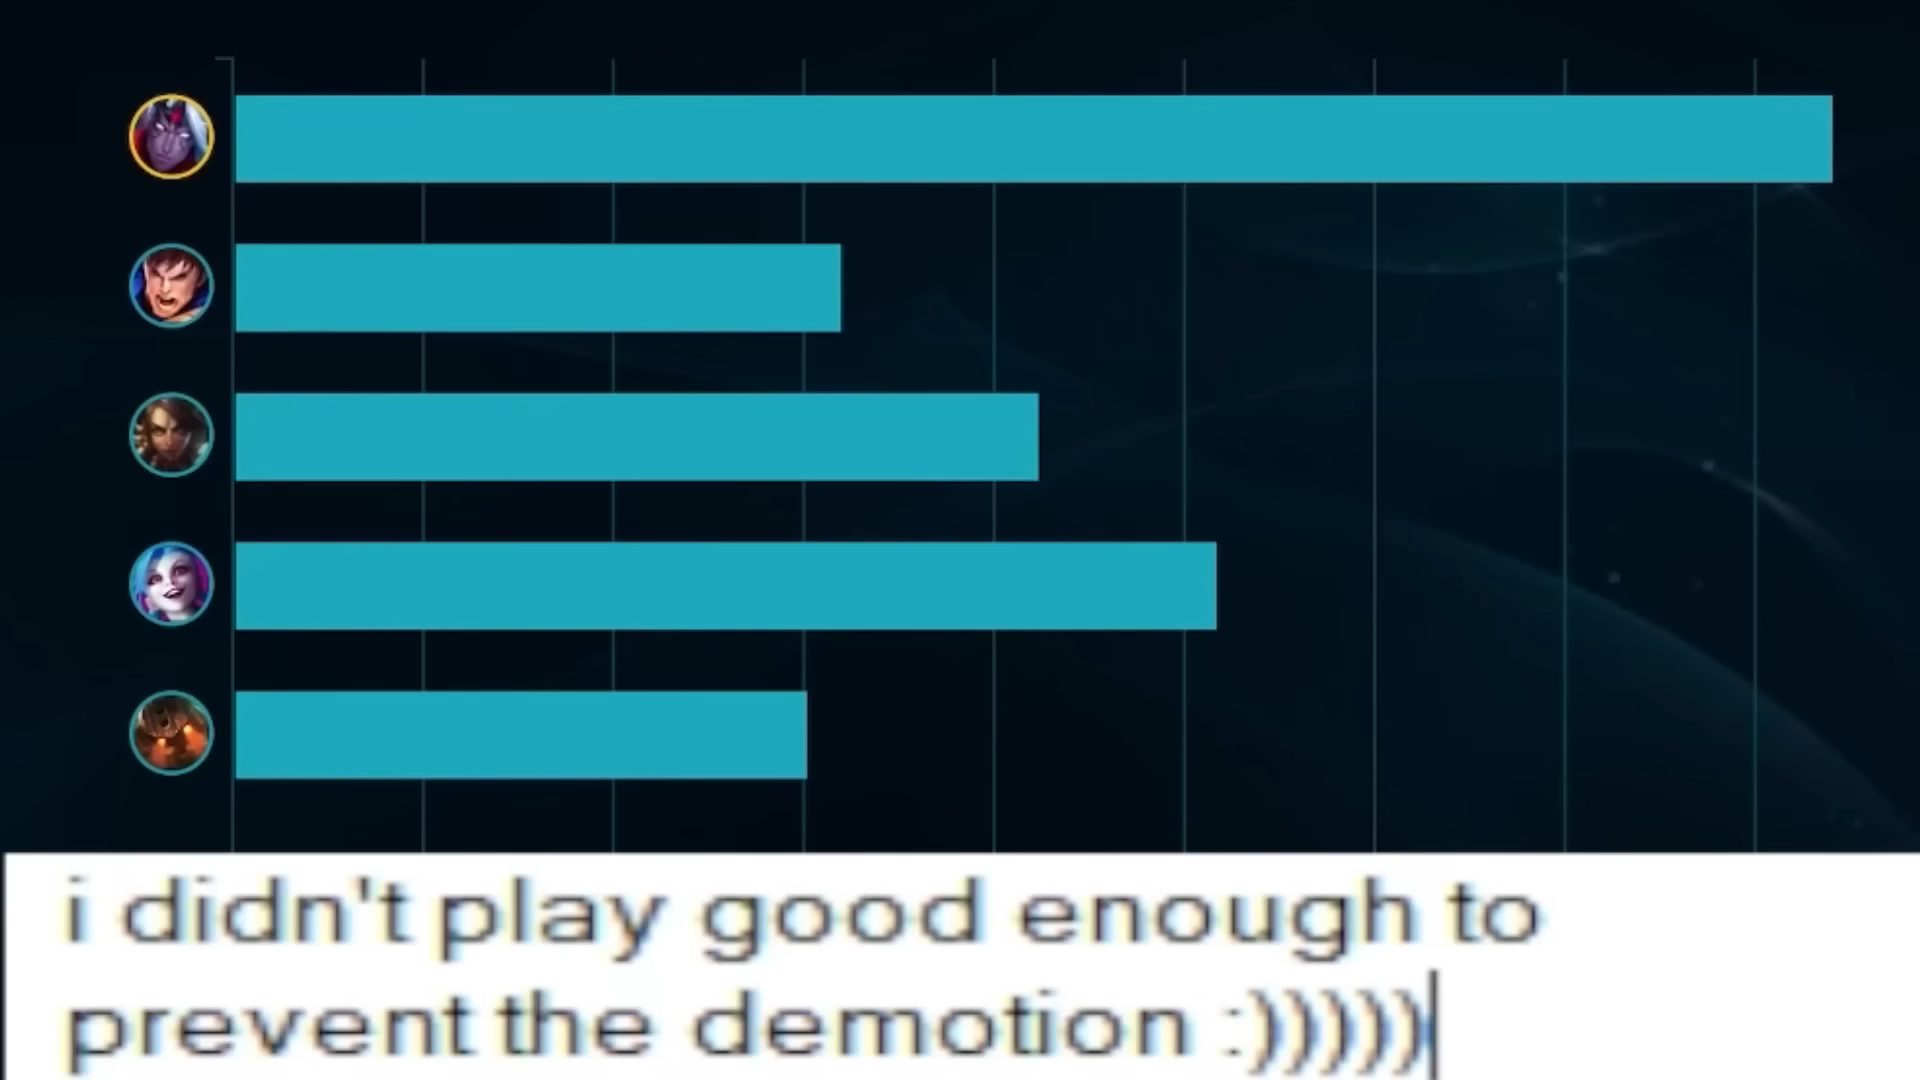 i didn't play good enough to
prevent the demotion :)))))